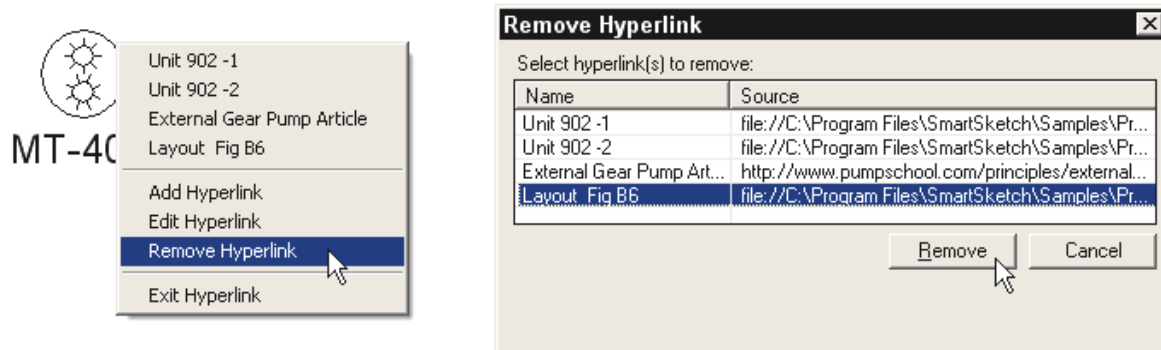 Unit 902 -1
Unit 902 -2
External Gear Pump Article
Layout Fig B6
MT-40
Add Hyperlink
Edit Hyperlink
Remove Hyperlink
Exit Hyperlink
Remove Hyperlink
Select hyperlink(s) to remove:
Name Source
Unit 902 -1 file://C:\Program Files\SmartSketch\Samples\Pr...
Unit 902 -2 file://C:\Program Files\SmartSketch\Samples\Pr...
External Gear Pump Art... http://www.pumpschool.com/principles/external...
Layout Fig B6 file://C:\Program Files\SmartSketch\Samples\Pr...
Remove Cancel